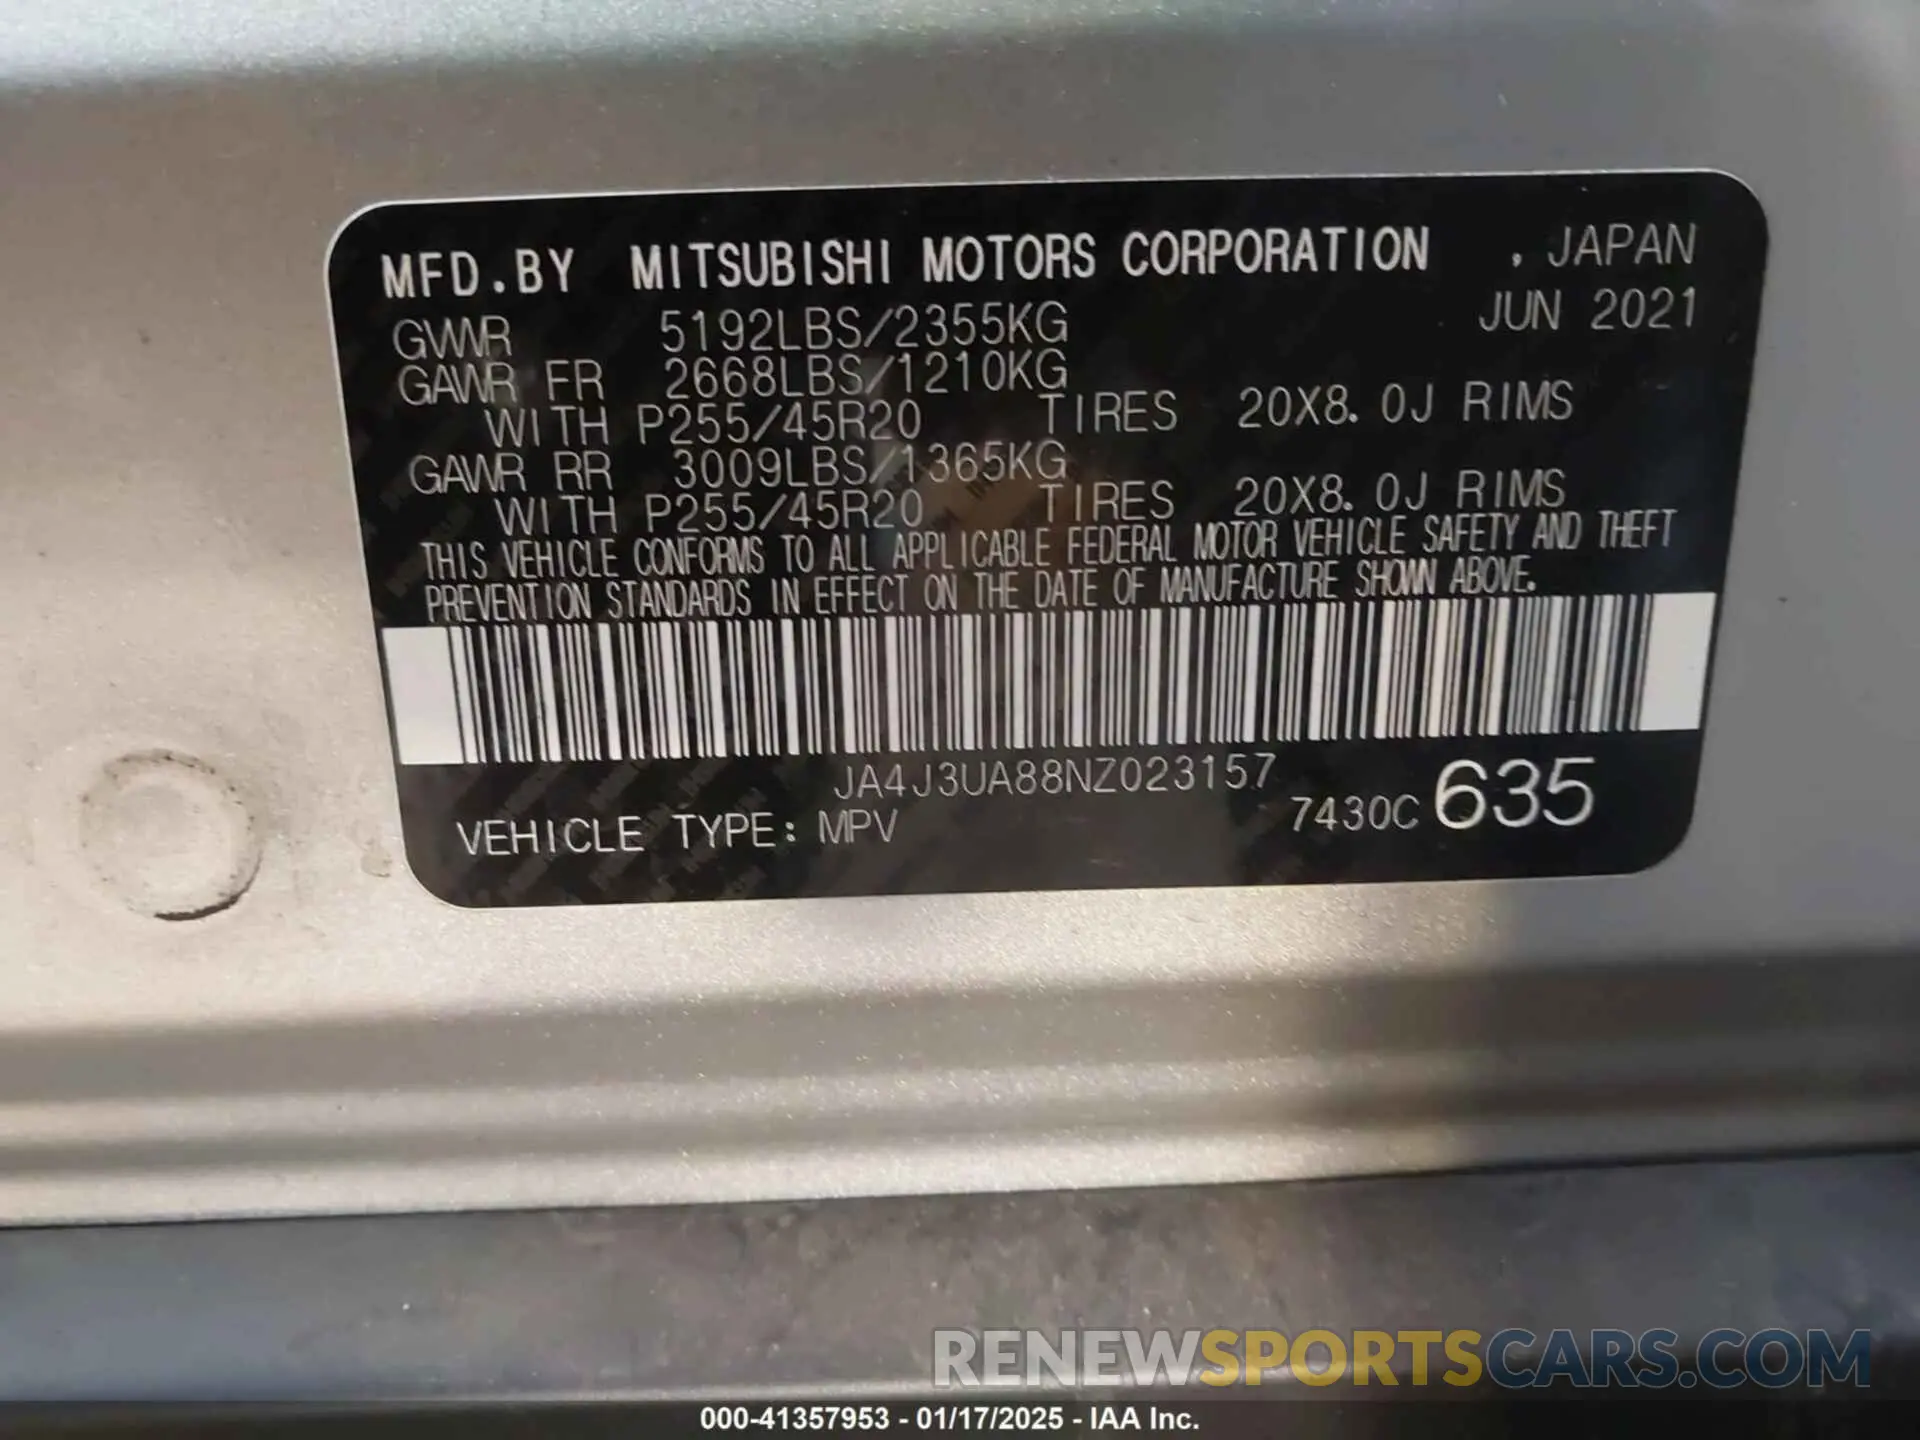 MFD.BY MITSUBISHI MOTORS CORPORATION , JAPAN
GVWR 5192LBS/2355KG JUN 2021
GAWR FR 2668LBS/1210KG
WITH P255/45R20 TIRES 20X8.0J RIMS
GAWR RR 3009LBS/1365KG
WITH P255/45R20 TIRES 20X8.0J RIMS
THIS VEHICLE CONFORMS TO ALL APPLICABLE FEDERAL MOTOR VEHICLE SAFETY AND THEFT
PREVENTION STANDARDS IN EFFECT ON THE DATE OF MANUFACTURE SHOWN ABOVE.
JA4J3UA88NZ023157
VEHICLE TYPE: MPV 7430C 635
RENEWSPORTSCARS.COM
000-41357953 - 01/17/2025 - IAA Inc.